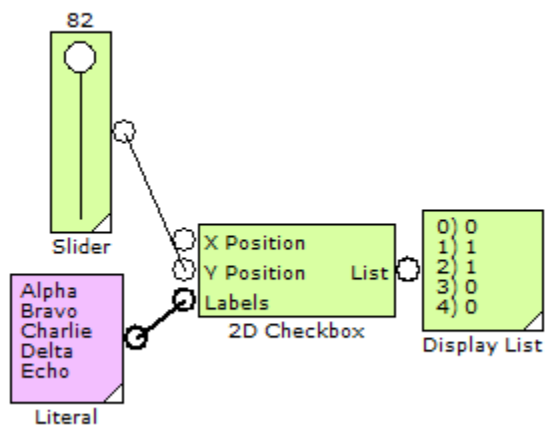 82
Slider
Alpha
Bravo
Charlie
Delta
Echo
Literal
X Position
Y Position
List
Labels
2D Checkbox
0) 0
1) 1
2) 1
3) 0
4) 0
Display List